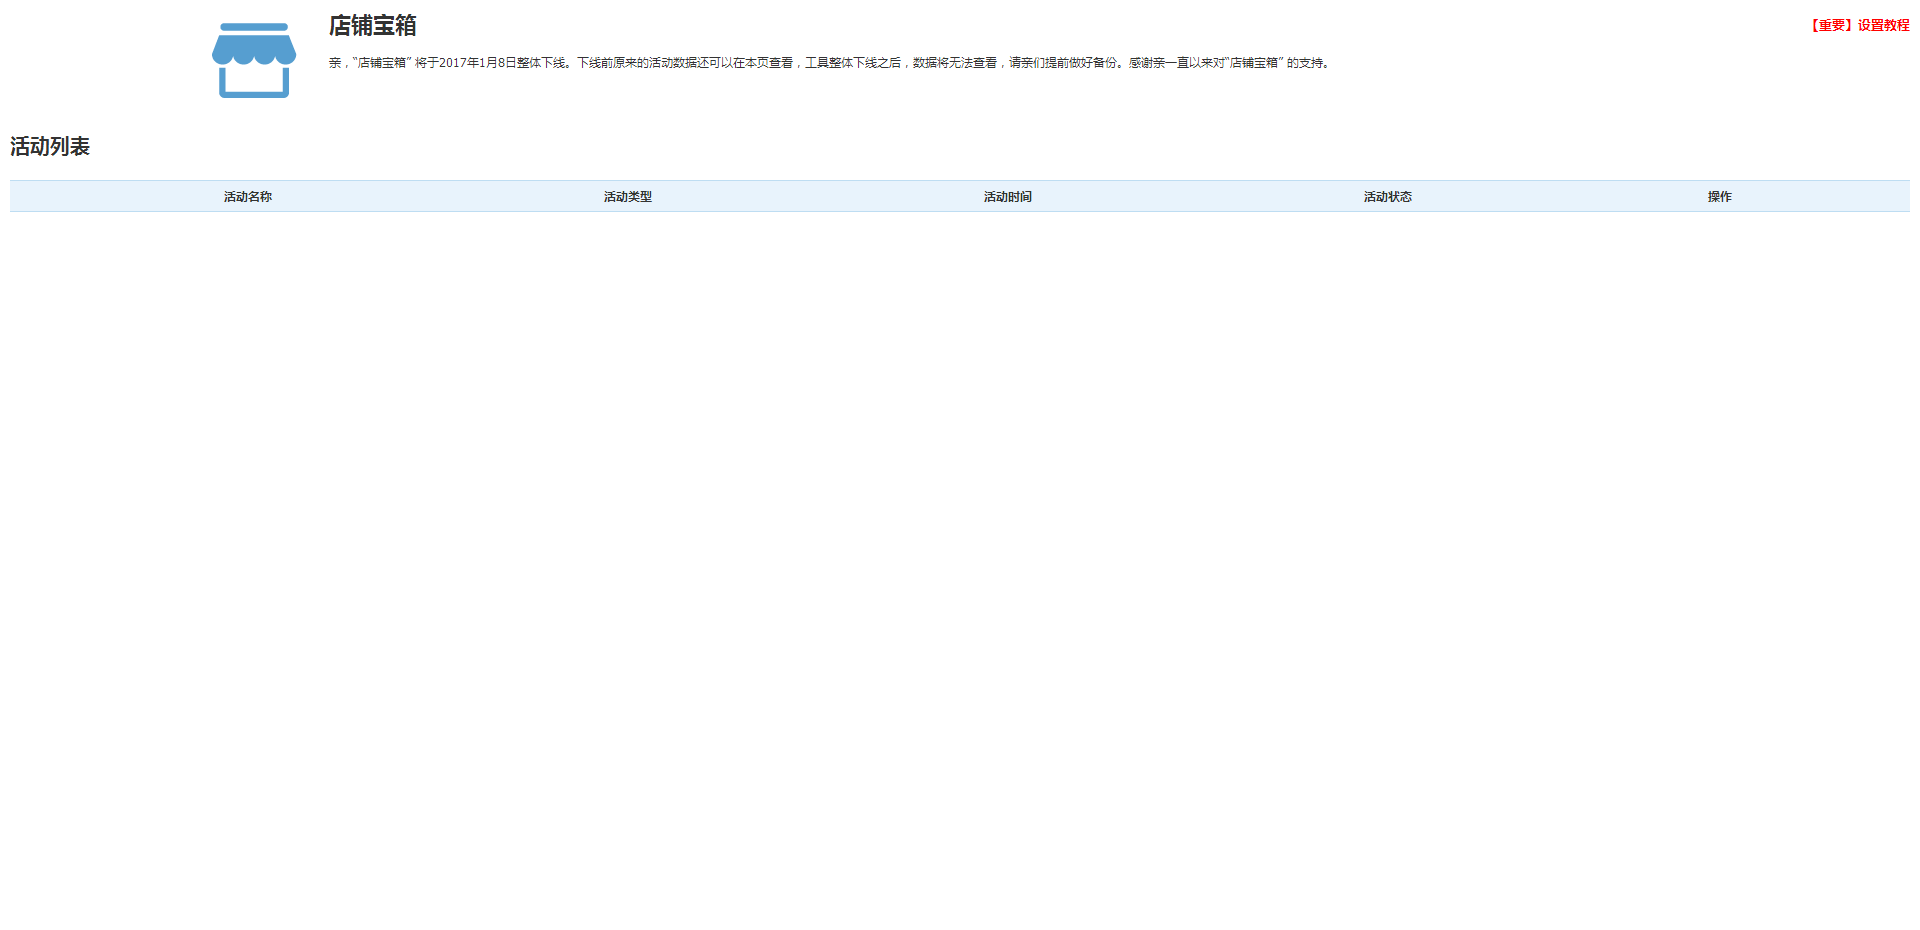 店铺宝箱
【重要】设置教程
亲，“店铺宝箱” 将于2017年1月8日整体下线。下线前原来的活动数据还可以在本页查看，工具整体下线之后，数据将无法查看，请亲们提前做好备份。感谢亲一直以来对“店铺宝箱” 的支持。
活动列表
活动名称 活动类型 活动时间 活动状态 操作